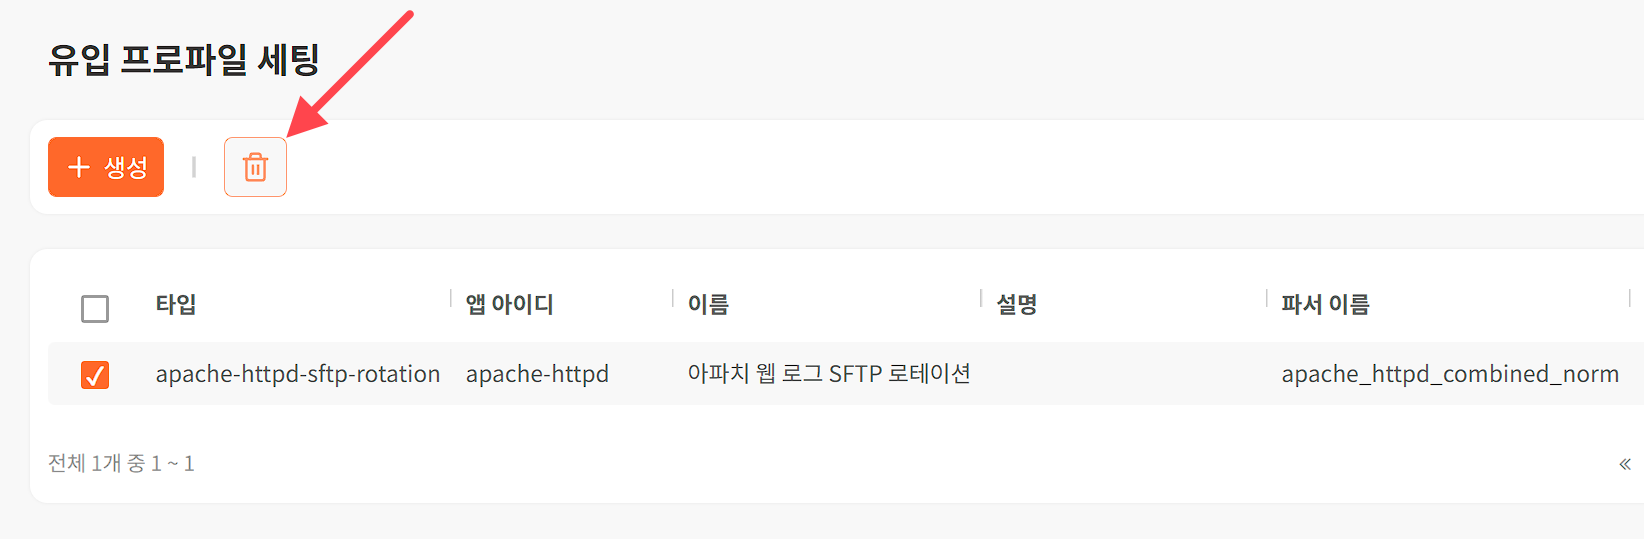 유입 프로파일 세팅
+ 생성
타입 앱 아이디 이름 설명 파서 이름
apache-httpd-sftp-rotation apache-httpd 아파치 웹 로그 SFTP 로테이션 apache_httpd_combined_norm
전체 1개 중 1 ~ 1 «